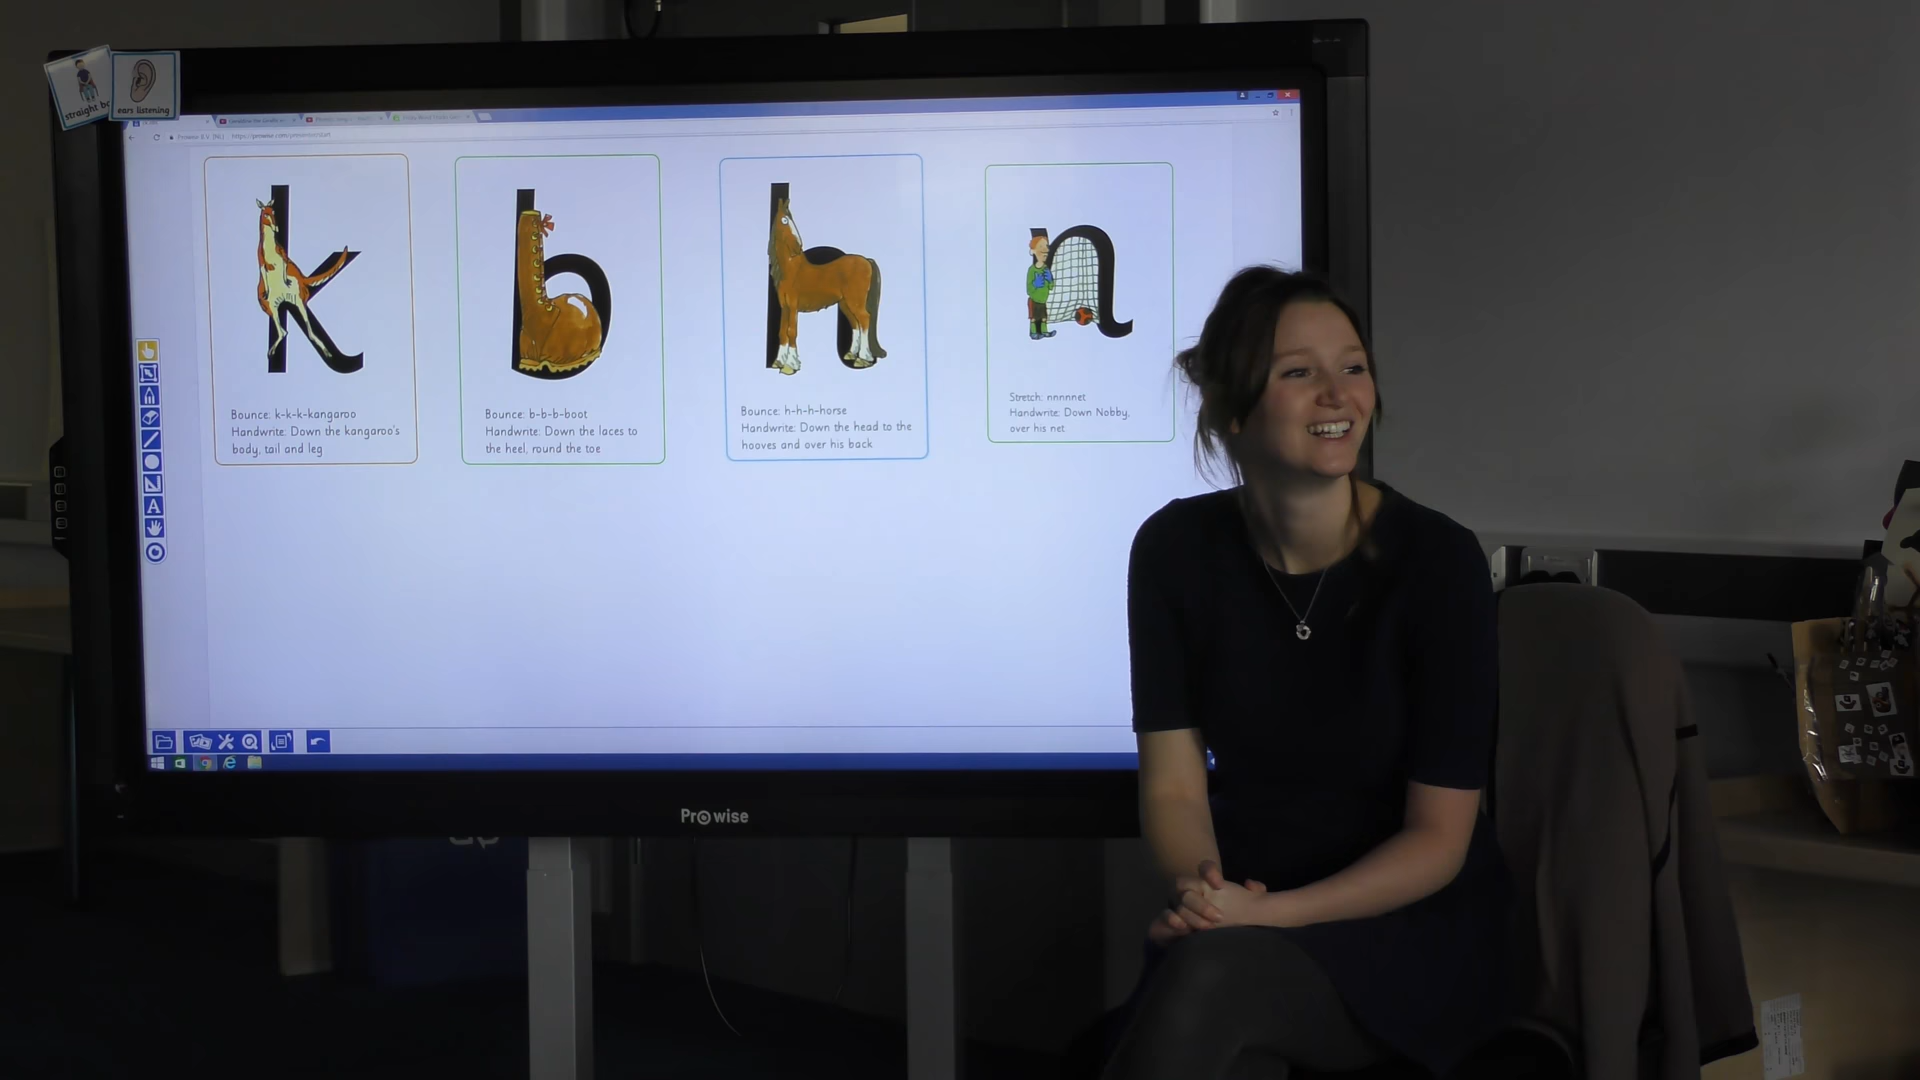 straight
ears listening
Prowise B.V. [NL]
k
b
h
n
Bounce: k-k-k-kangaroo
Handwrite: Down the kangaroo's
body, tail and leg
Bounce: b-b-b-boot
Handwrite: Down the laces to
the heel, round the toe
Bounce: h-h-h-horse
Handwrite: Down the head to the
hooves and over his back
Stretch: nnnnnet
Handwrite: Down Nobby,
over his net
A
Prowise